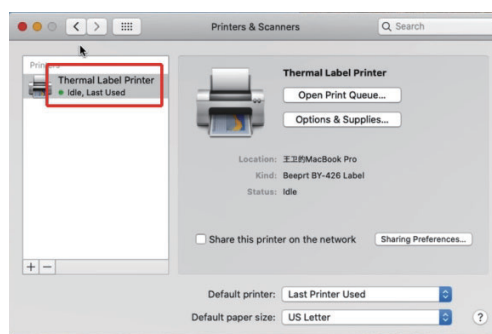 Printers & Scanners
Search
Printers
Thermal Label Printer
Idle, Last Used
Thermal Label Printer
Open Print Queue...
Options & Supplies...
Location: 王卫的MacBook Pro
Kind: Beeprt BY-426 Label
Status: Idle
Share this printer on the network
Sharing Preferences...
+ −
Default printer: Last Printer Used
Default paper size: US Letter
?